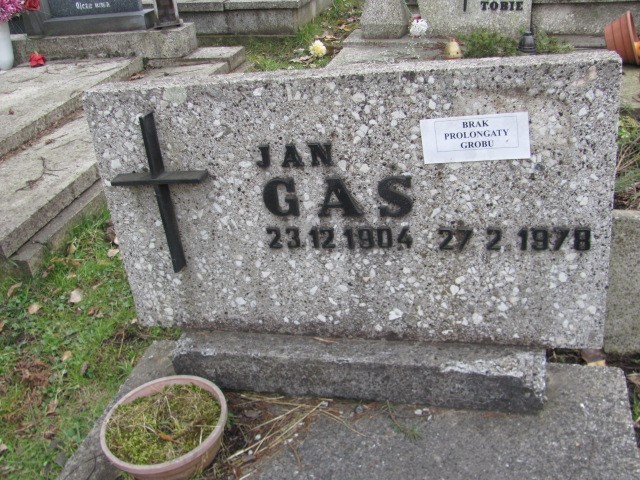 TOBIE
BRAK
PROLONGATY
GROBU
JAN
GAS
23.12.1904 27.2.1978